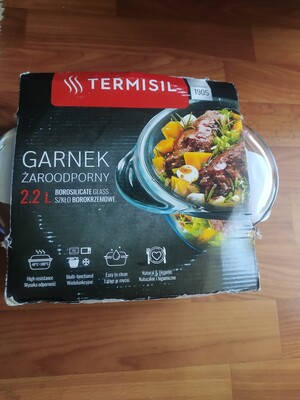 TERMISIL
1905
GARNEK
ŻAROODPORNY
2.2 L BOROSILICATE GLASS
SZKŁO BOROKRZEMOWE
High resistance
Wysoka odporność
Multi-functional
Wielofunkcyjne
Easy to clean
Łatwe w myciu
Natural & Hygienic
Naturalne i higieniczne